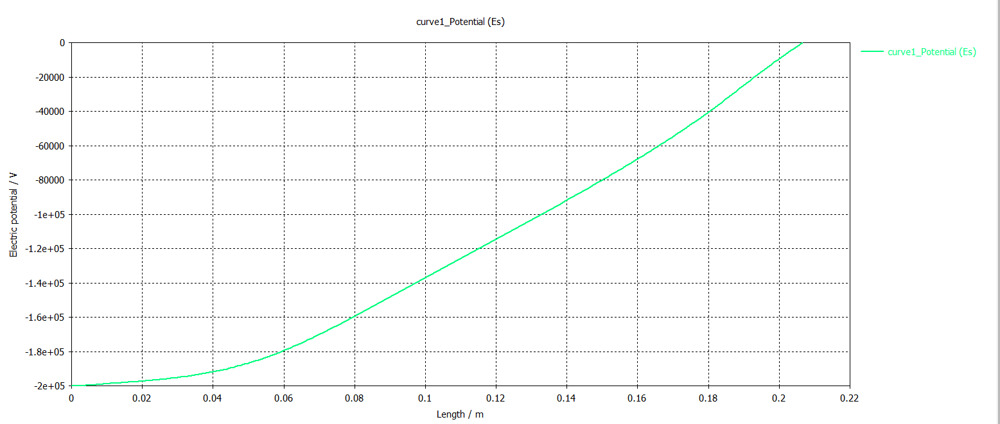 curve1_Potential (Es)
curve1_Potential (Es)
0
-20000
-40000
-60000
-80000
-1e+05
-1.2e+05
-1.4e+05
-1.6e+05
-1.8e+05
-2e+05
Electric potential / V
0 0.02 0.04 0.06 0.08 0.1 0.12 0.14 0.16 0.18 0.2 0.22
Length / m